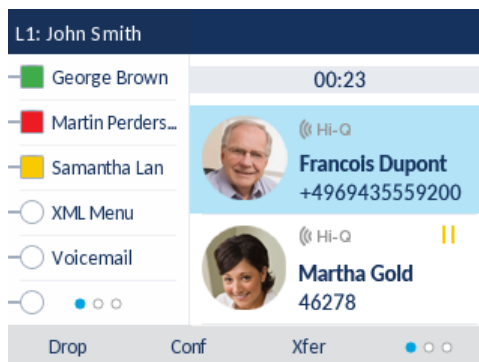 L1: John Smith
George Brown
Martin Perders...
Samantha Lan
XML Menu
Voicemail
00:23
Hi-Q
Francois Dupont
+4969435559200
Hi-Q
Martha Gold
46278
Drop Conf Xfer